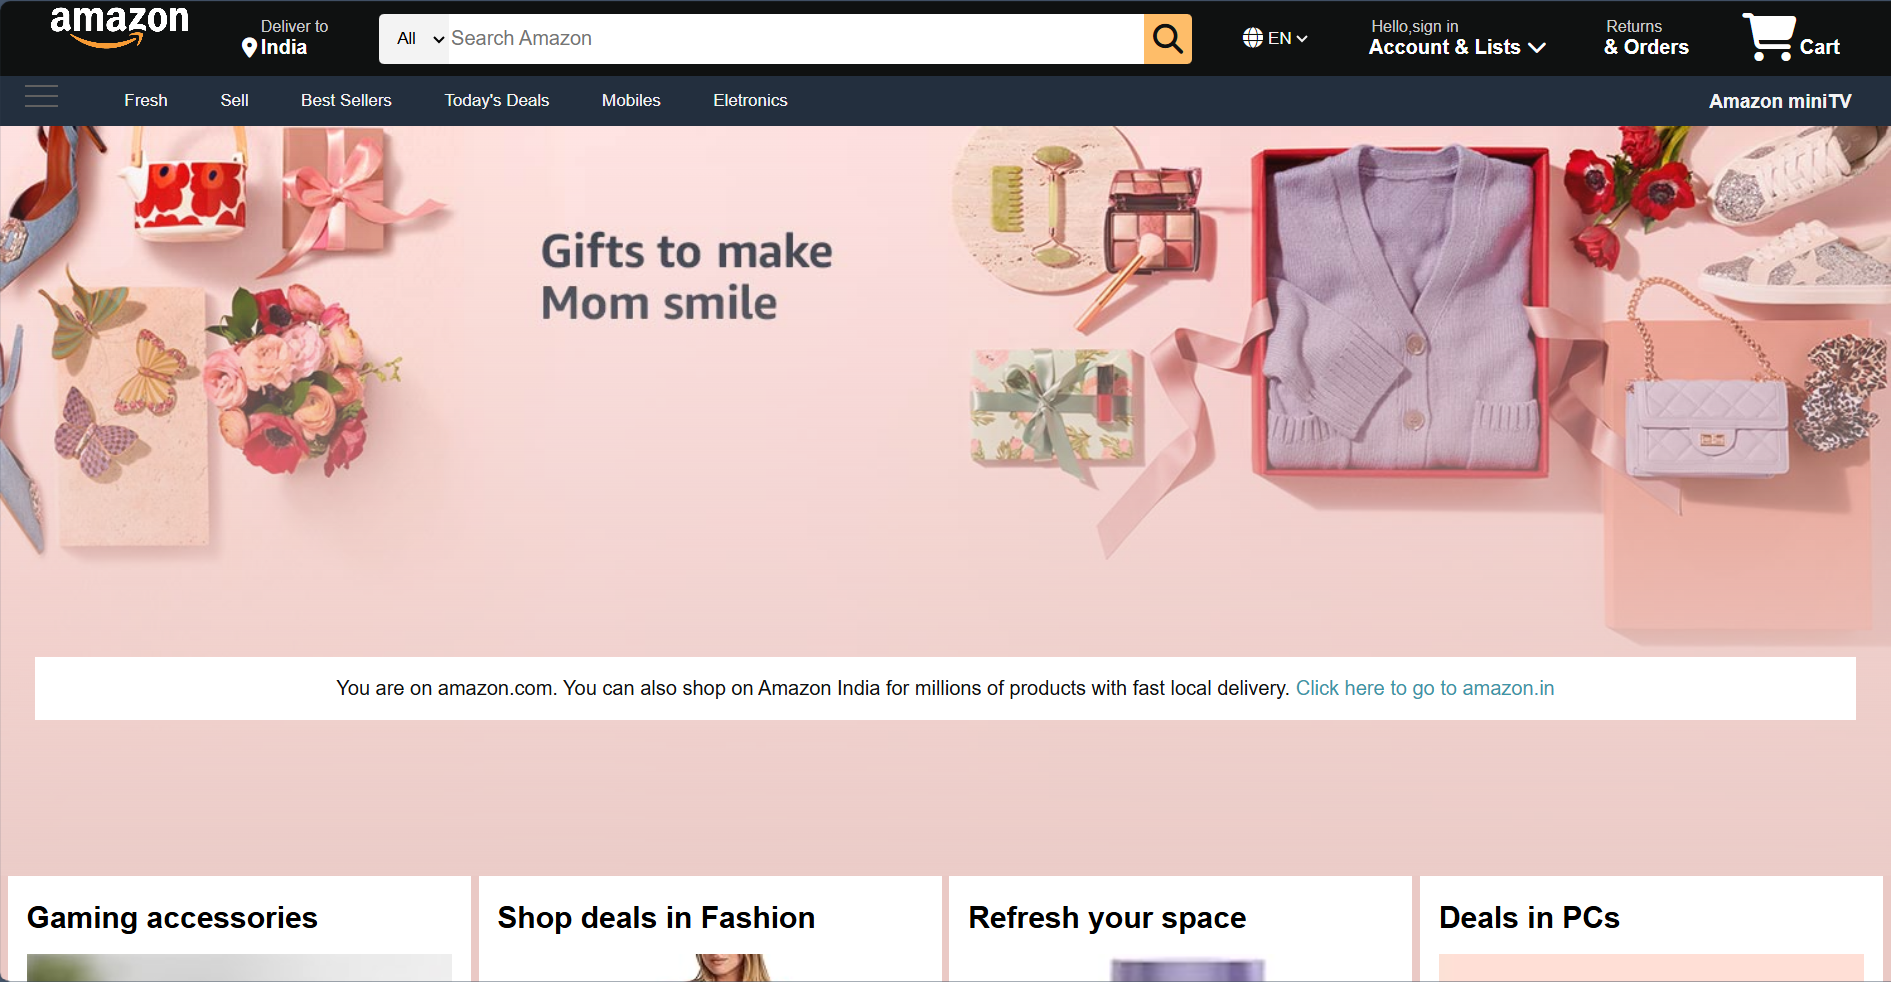 amazon
Deliver to
India
All
Search Amazon
EN
Hello,sign in
Account & Lists
Returns
& Orders
Cart
Fresh
Sell
Best Sellers
Today's Deals
Mobiles
Eletronics
Amazon miniTV
Gifts to make
Mom smile
You are on amazon.com. You can also shop on Amazon India for millions of products with fast local delivery. Click here to go to amazon.in
Gaming accessories
Shop deals in Fashion
Refresh your space
Deals in PCs